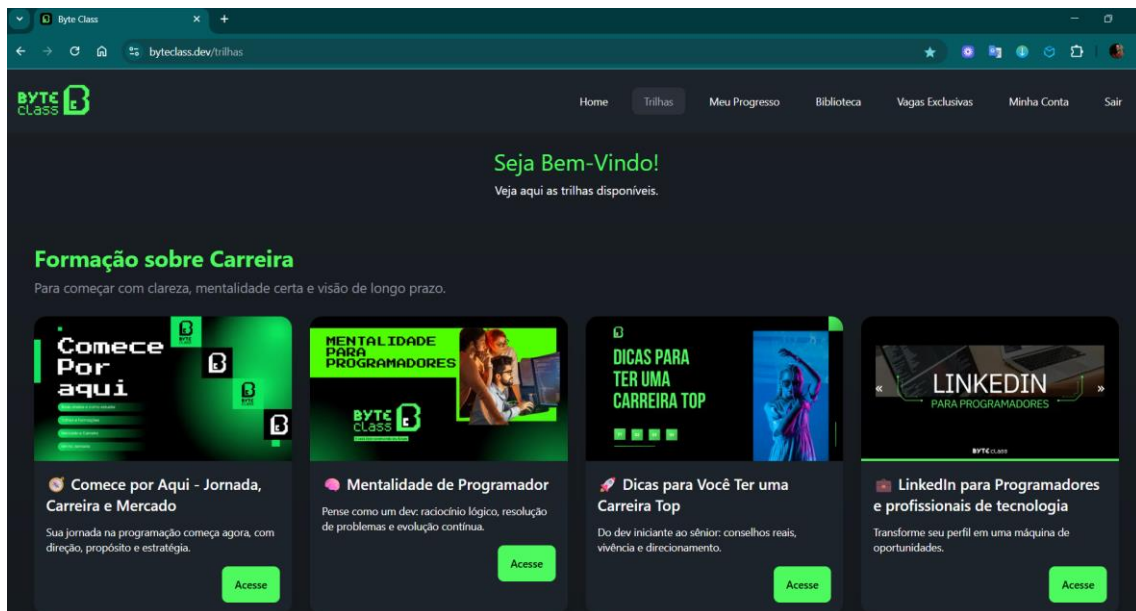 Byte Class
byteclass.dev/trilhas
BYTE
CLASS
Home
Trilhas
Meu Progresso
Biblioteca
Vagas Exclusivas
Minha Conta
Sair
Seja Bem-Vindo!
Veja aqui as trilhas disponíveis.
Formação sobre Carreira
Para começar com clareza, mentalidade certa e visão de longo prazo.
Comece
Por
aqui
BYTE
CLASS
Comece por Aqui - Jornada,
Carreira e Mercado
Sua jornada na programação começa agora, com
direção, propósito e estratégia.
Acesse
MENTALIDADE
PARA
PROGRAMADORES
BYTE
CLASS
Mentalidade de Programador
Pense como um dev: raciocínio lógico, resolução
de problemas e evolução contínua.
Acesse
DICAS PARA
TER UMA
CARREIRA TOP
Dicas para Você Ter uma
Carreira Top
Do dev iniciante ao sênior: conselhos reais,
vivência e direcionamento.
Acesse
« LINKEDIN »
PARA PROGRAMADORES
BYTE CLASS
LinkedIn para Programadores
e profissionais de tecnologia
Transforme seu perfil em uma máquina de
oportunidades.
Acesse